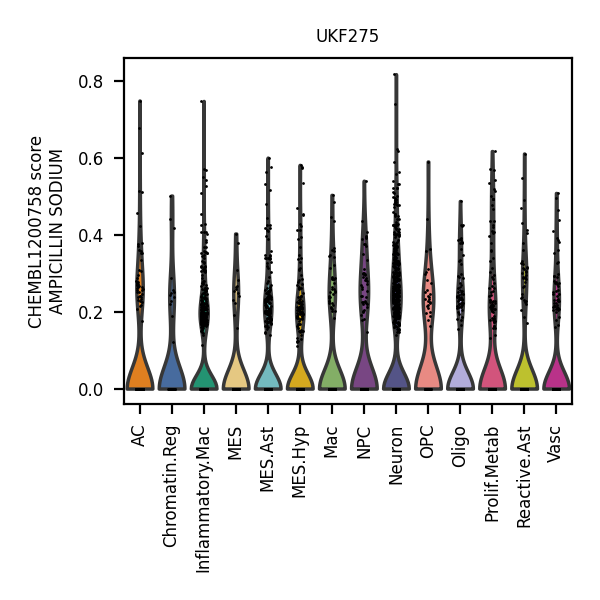 UKF275
CHEMBL1200758 score
AMPICILLIN SODIUM
0.8
0.6
0.4
0.2
0.0
AC
Chromatin.Reg
Inflammatory.Mac
MES
MES.Ast
MES.Hyp
Mac
NPC
Neuron
OPC
Oligo
Prolif.Metab
Reactive.Ast
Vasc